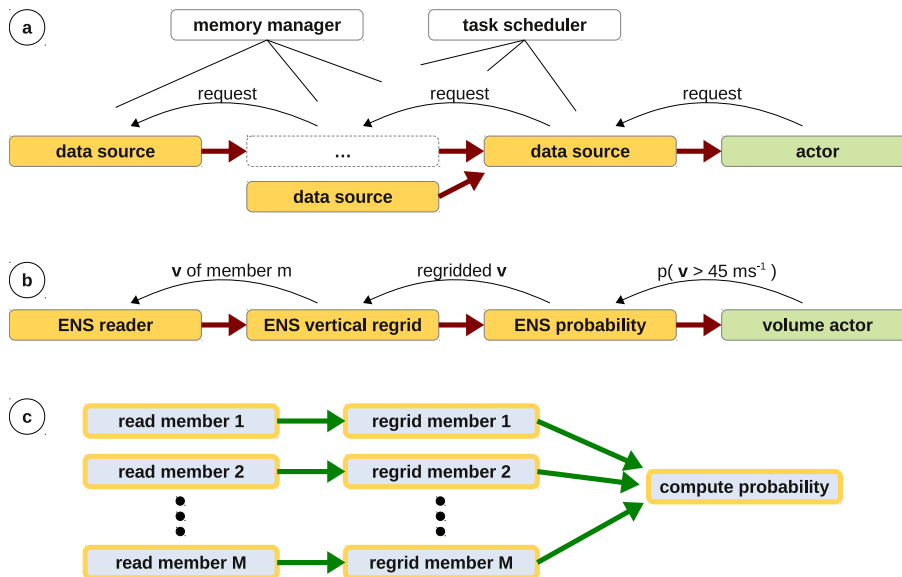 a
memory manager
task scheduler
request
request
request
data source
...
data source
actor
data source
b
v of member m
regridded v
p( v > 45 ms⁻¹ )
ENS reader
ENS vertical regrid
ENS probability
volume actor
c
read member 1
regrid member 1
read member 2
regrid member 2
compute probability
read member M
regrid member M